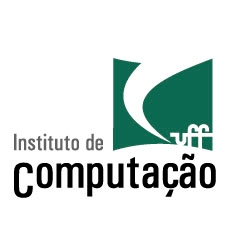 uff
Instituto de
Computação